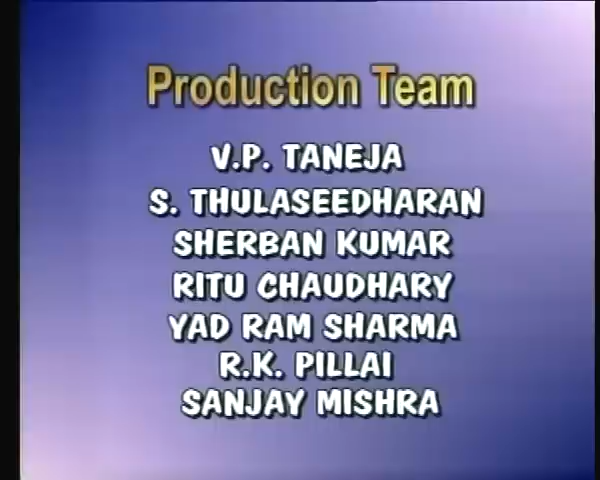 Production Team
V.P. TANEJA
S. THULASEEDHARAN
SHERBAN KUMAR
RITU CHAUDHARY
YAD RAM SHARMA
R.K. PILLAI
SANJAY MISHRA